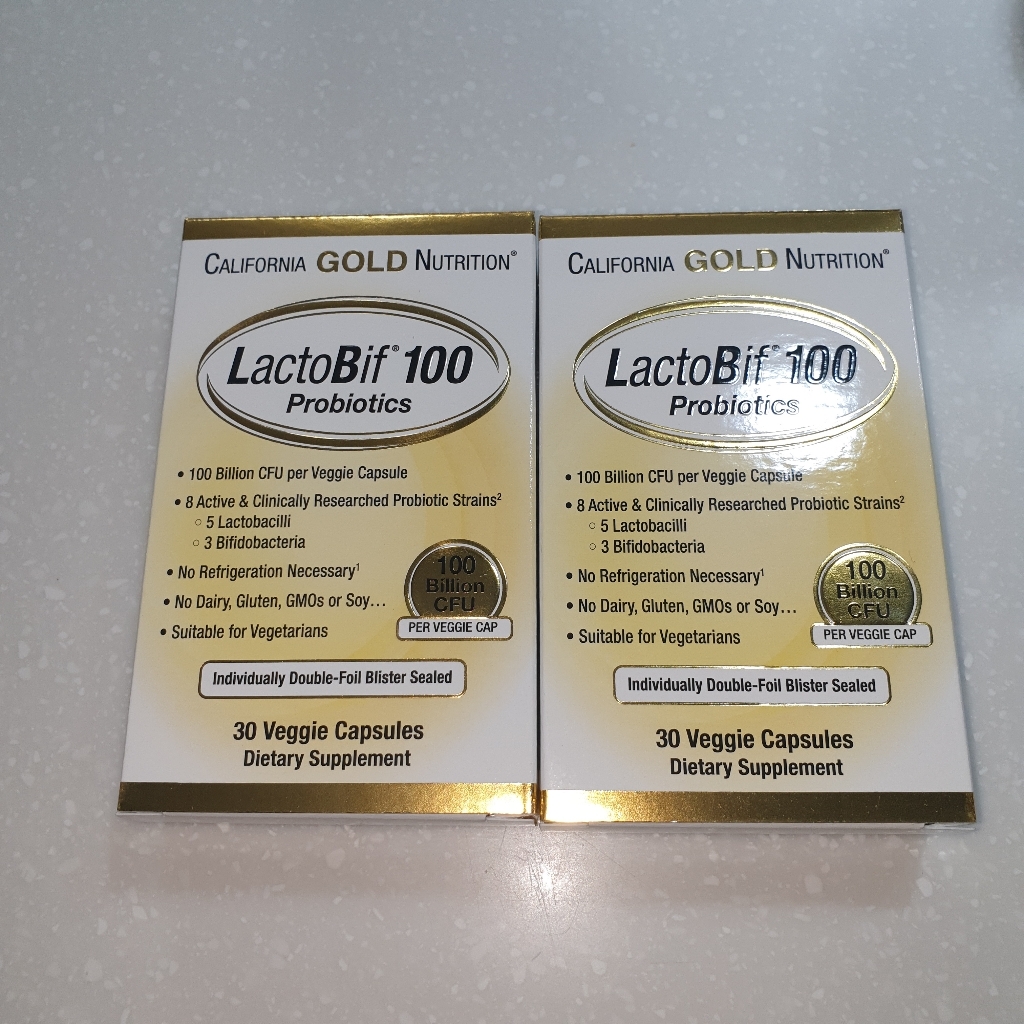 CALIFORNIA GOLD NUTRITION®
LactoBif® 100
Probiotics
• 100 Billion CFU per Veggie Capsule
• 8 Active & Clinically Researched Probiotic Strains²
○ 5 Lactobacilli
○ 3 Bifidobacteria
• No Refrigeration Necessary¹
• No Dairy, Gluten, GMOs or Soy...
• Suitable for Vegetarians
100
Billion
CFU
PER VEGGIE CAP
Individually Double-Foil Blister Sealed
30 Veggie Capsules
Dietary Supplement
CALIFORNIA GOLD NUTRITION®
LactoBif® 100
Probiotics
• 100 Billion CFU per Veggie Capsule
• 8 Active & Clinically Researched Probiotic Strains²
○ 5 Lactobacilli
○ 3 Bifidobacteria
• No Refrigeration Necessary¹
• No Dairy, Gluten, GMOs or Soy...
• Suitable for Vegetarians
100
Billion
CFU
PER VEGGIE CAP
Individually Double-Foil Blister Sealed
30 Veggie Capsules
Dietary Supplement